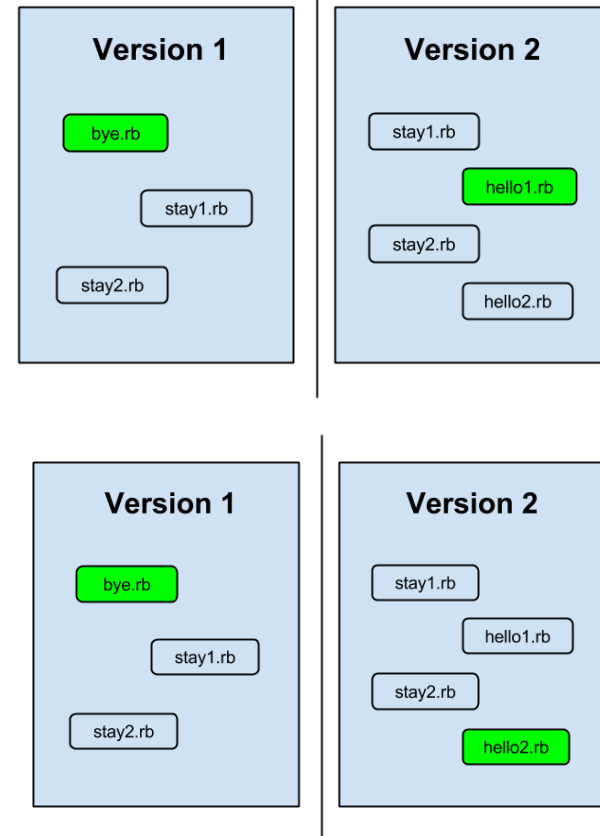 Version 1
bye.rb
stay1.rb
stay2.rb
Version 2
stay1.rb
hello1.rb
stay2.rb
hello2.rb
Version 1
bye.rb
stay1.rb
stay2.rb
Version 2
stay1.rb
hello1.rb
stay2.rb
hello2.rb